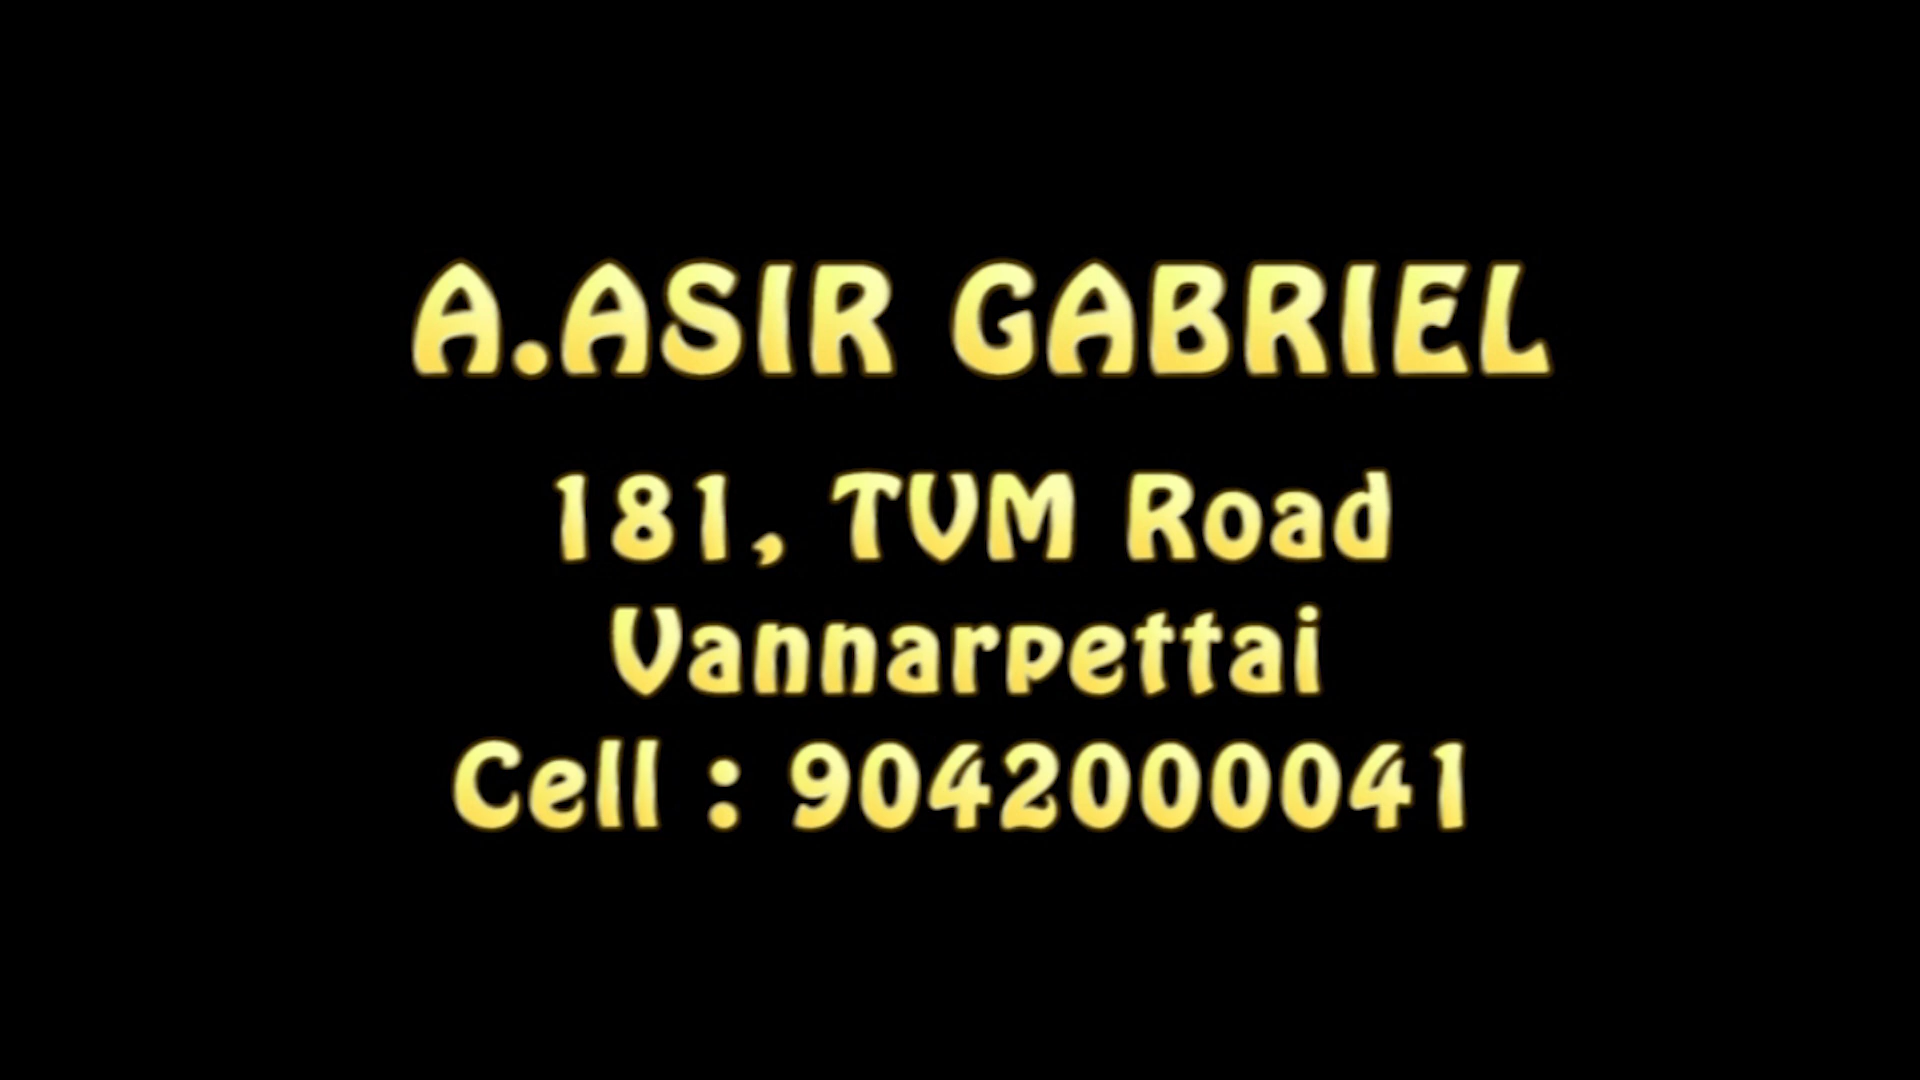 A.ASIR GABRIEL
181, TVM Road
Vannarpettai
Cell : 9042000041